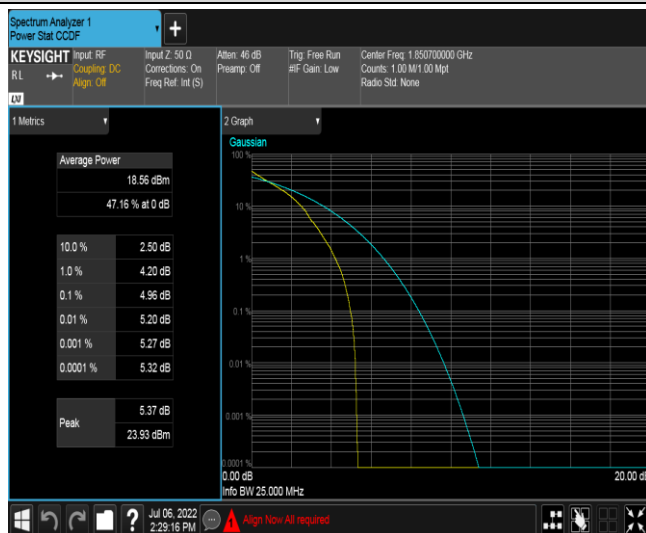 Spectrum Analyzer 1
Power Stat CCDF
KEYSIGHT
RL
LXI
Input: RF
Coupling: DC
Align: Off
Input Z: 50 Ω
Corrections: On
Freq Ref: Int (S)
Atten: 46 dB
Preamp: Off
Trig: Free Run
#IF Gain: Low
Center Freq: 1.850700000 GHz
Counts: 1.00 M/1.00 Mpt
Radio Std: None
1 Metrics
Average Power
18.56 dBm
47.16 % at 0 dB
10.0 % 2.50 dB
1.0 % 4.20 dB
0.1 % 4.96 dB
0.01 % 5.20 dB
0.001 % 5.27 dB
0.0001 % 5.32 dB
Peak
5.37 dB
23.93 dBm
2 Graph
Gaussian
100 %
10 %
1 %
0.1 %
0.01 %
0.001 %
0.0001 %
0.00 dB
20.00 dB
Info BW 25.000 MHz
Jul 06, 2022
2:29:16 PM
Align Now All required